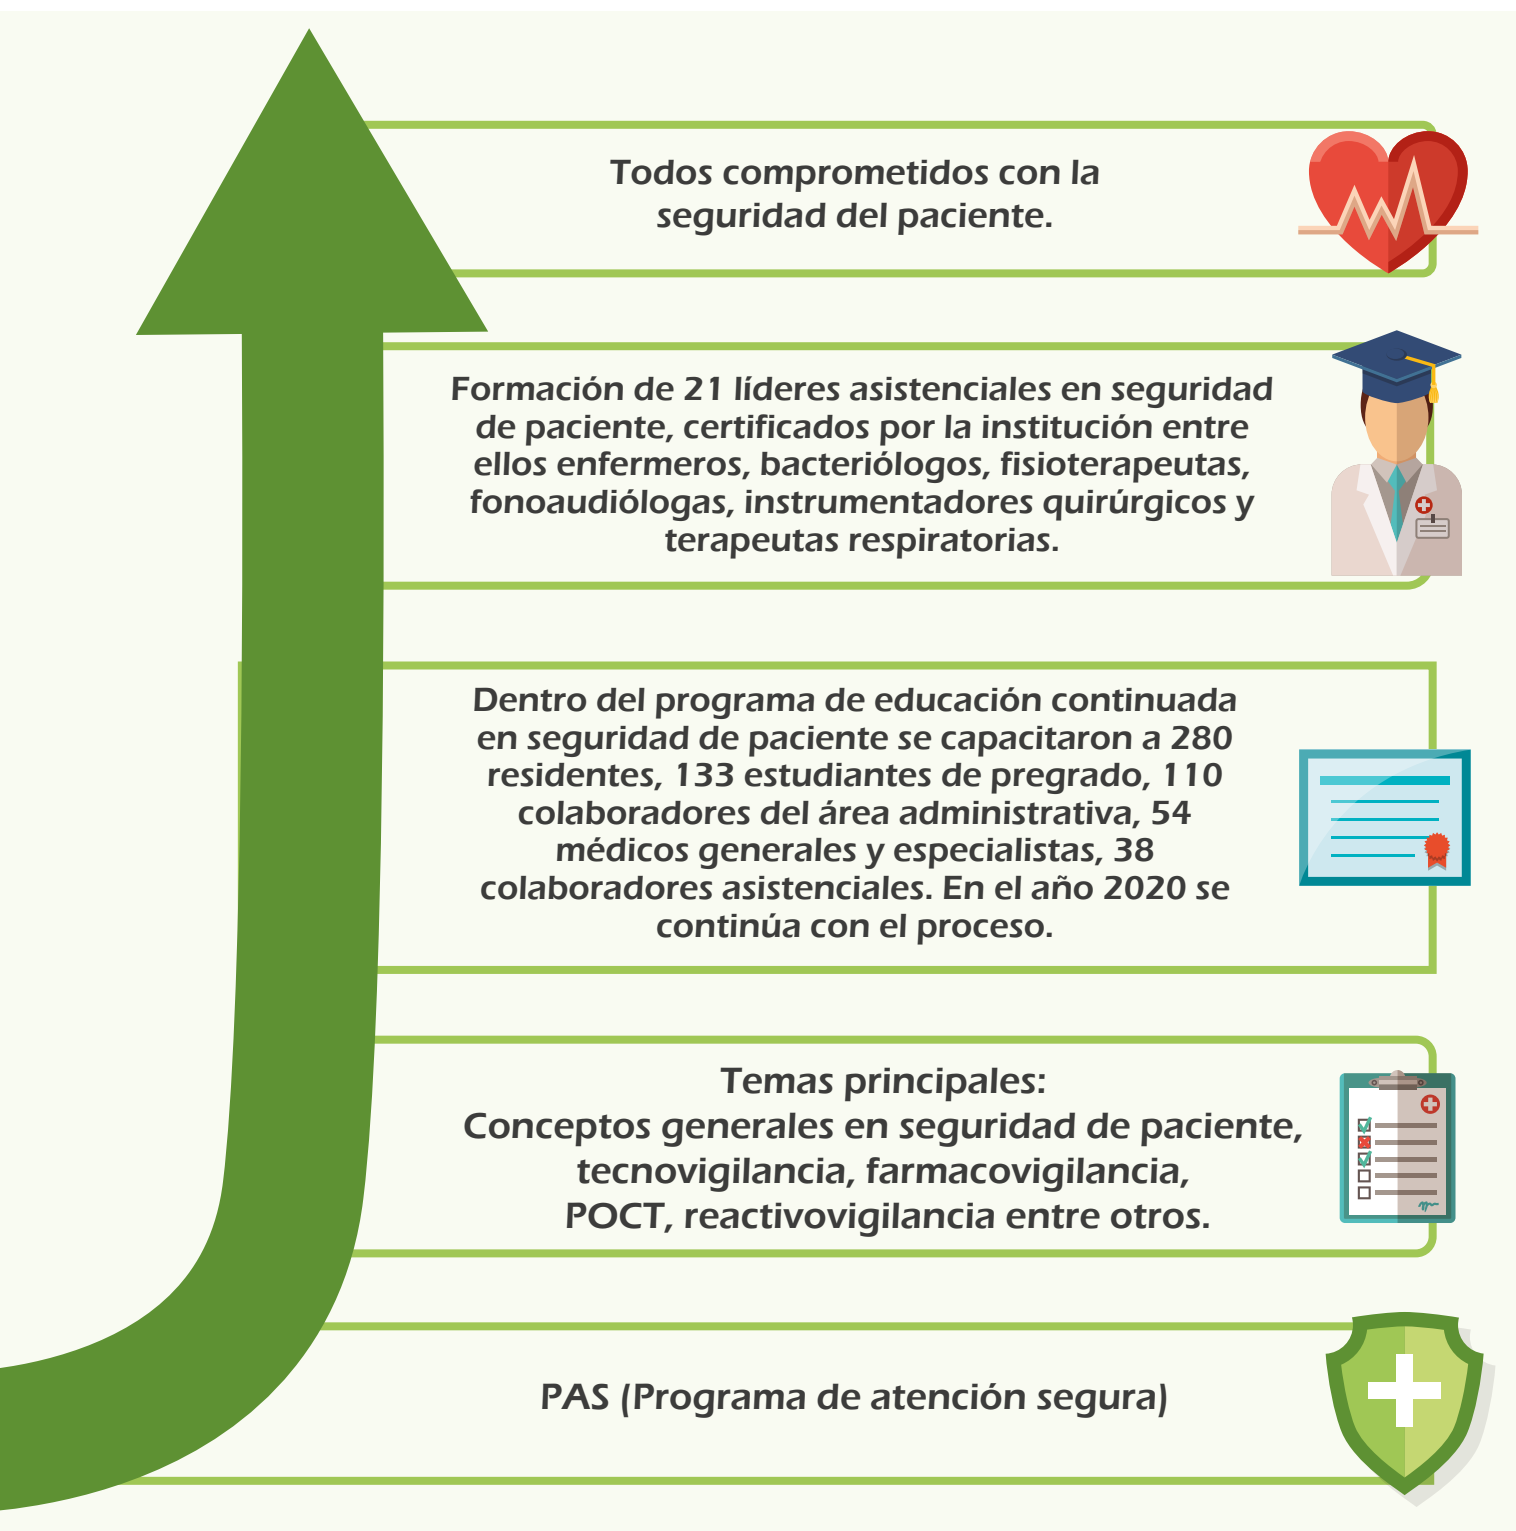 Todos comprometidos con la
seguridad del paciente.
Formación de 21 líderes asistenciales en seguridad
de paciente, certificados por la institución entre
ellos enfermeros, bacteriólogos, fisioterapeutas,
fonoaudiólogas, instrumentadores quirúrgicos y
terapeutas respiratorias.
Dentro del programa de educación continuada
en seguridad de paciente se capacitaron a 280
residentes, 133 estudiantes de pregrado, 110
colaboradores del área administrativa, 54
médicos generales y especialistas, 38
colaboradores asistenciales. En el año 2020 se
continúa con el proceso.
Temas principales:
Conceptos generales en seguridad de paciente,
tecnovigilancia, farmacovigilancia,
POCT, reactivovigilancia entre otros.
PAS (Programa de atención segura)